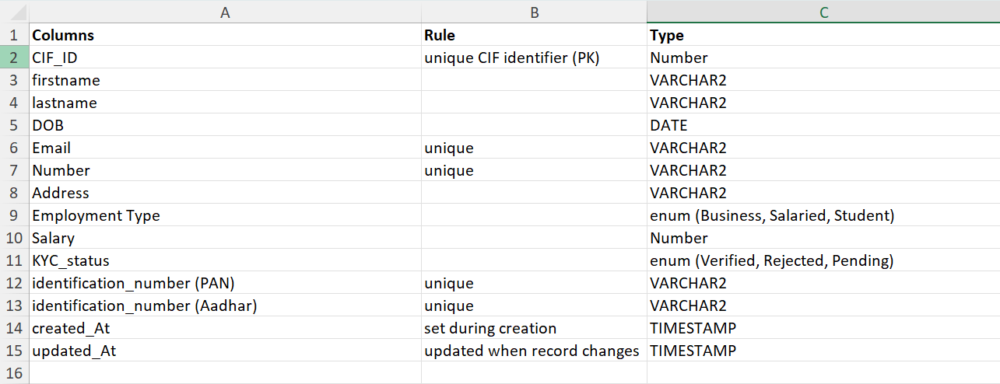 A B C
1 Columns Rule Type
2 CIF_ID unique CIF identifier (PK) Number
3 firstname VARCHAR2
4 lastname VARCHAR2
5 DOB DATE
6 Email unique VARCHAR2
7 Number unique VARCHAR2
8 Address VARCHAR2
9 Employment Type enum (Business, Salaried, Student)
10 Salary Number
11 KYC_status enum (Verified, Rejected, Pending)
12 identification_number (PAN) unique VARCHAR2
13 identification_number (Aadhar) unique VARCHAR2
14 created_At set during creation TIMESTAMP
15 updated_At updated when record changes TIMESTAMP
16